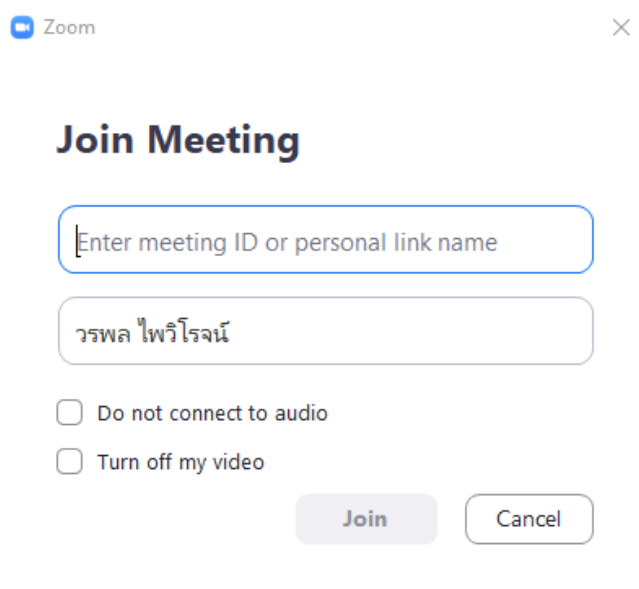 Zoom
Join Meeting
Enter meeting ID or personal link name
วรพล ไพวิโรจน์
Do not connect to audio
Turn off my video
Join Cancel